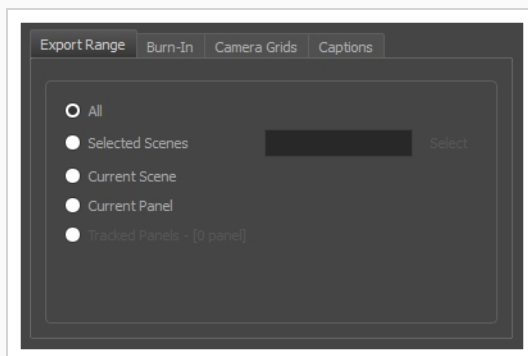 Export Range Burn-In Camera Grids Captions
All
Selected Scenes Select
Current Scene
Current Panel
Tracked Panels - [0 panel]